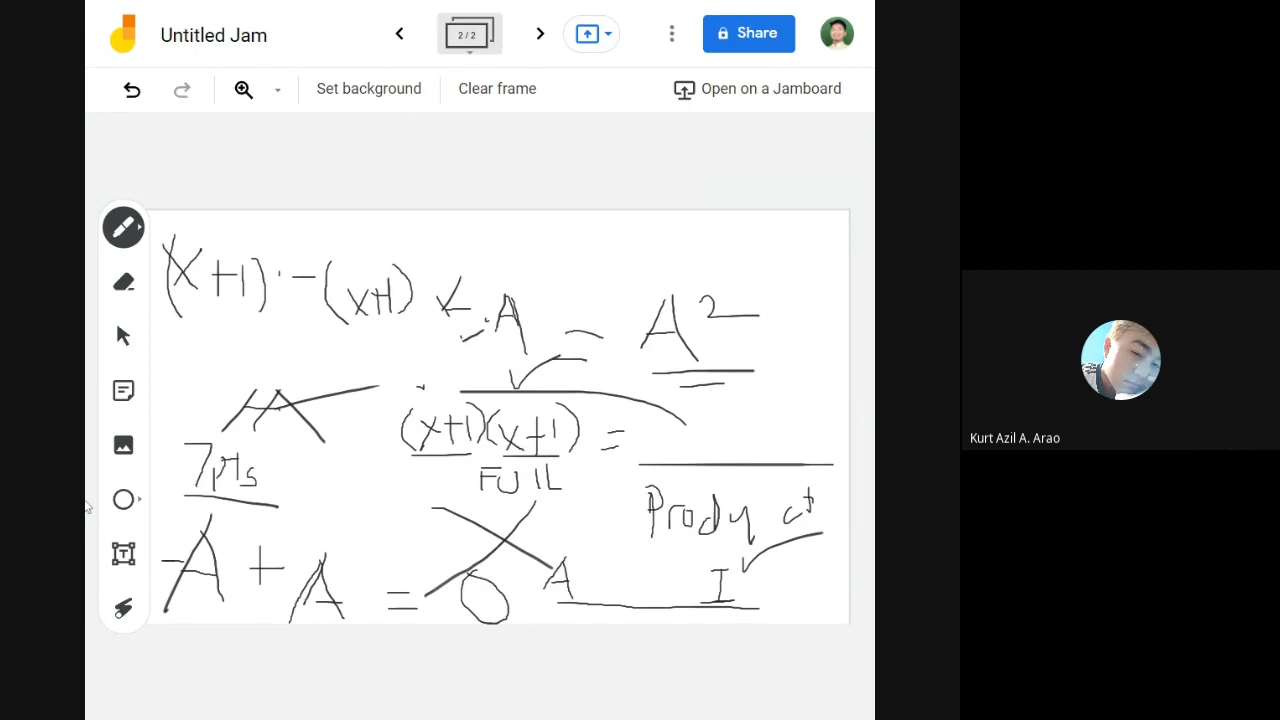 Untitled Jam
2 / 2
Share
Set background
Clear frame
Open on a Jamboard
(x+1) · -(x+1)
· A = A²
(x+1)(x+1) =
7pts
FOIL
Product
-A + A = 0
A
I
Kurt Azil A. Arao